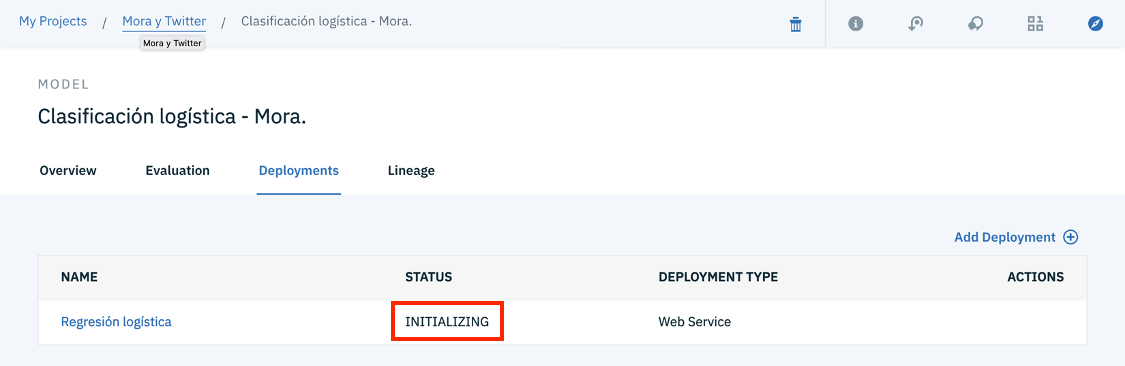 My Projects / Mora y Twitter / Clasificación logística - Mora.
Mora y Twitter
MODEL
Clasificación logística - Mora.
Overview Evaluation Deployments Lineage
Add Deployment
NAME STATUS DEPLOYMENT TYPE ACTIONS
Regresión logística INITIALIZING Web Service